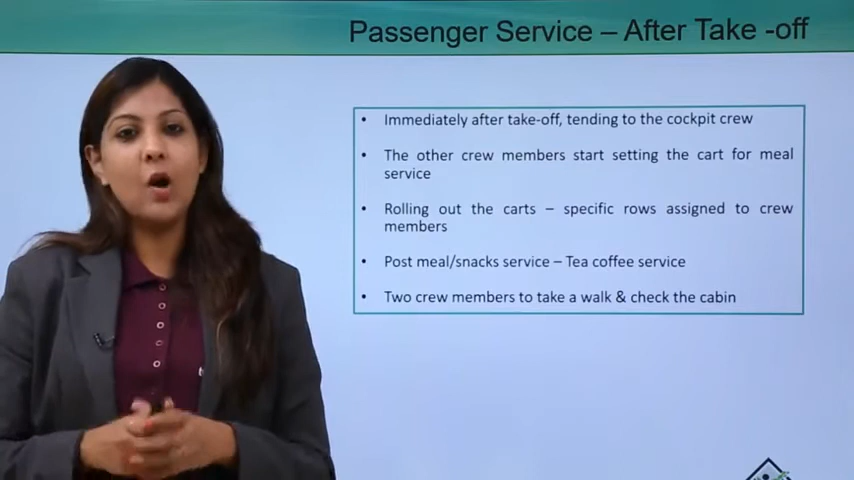 Passenger Service – After Take -off
• Immediately after take-off, tending to the cockpit crew
• The other crew members start setting the cart for meal
service
• Rolling out the carts – specific rows assigned to crew
members
• Post meal/snacks service – Tea coffee service
• Two crew members to take a walk & check the cabin